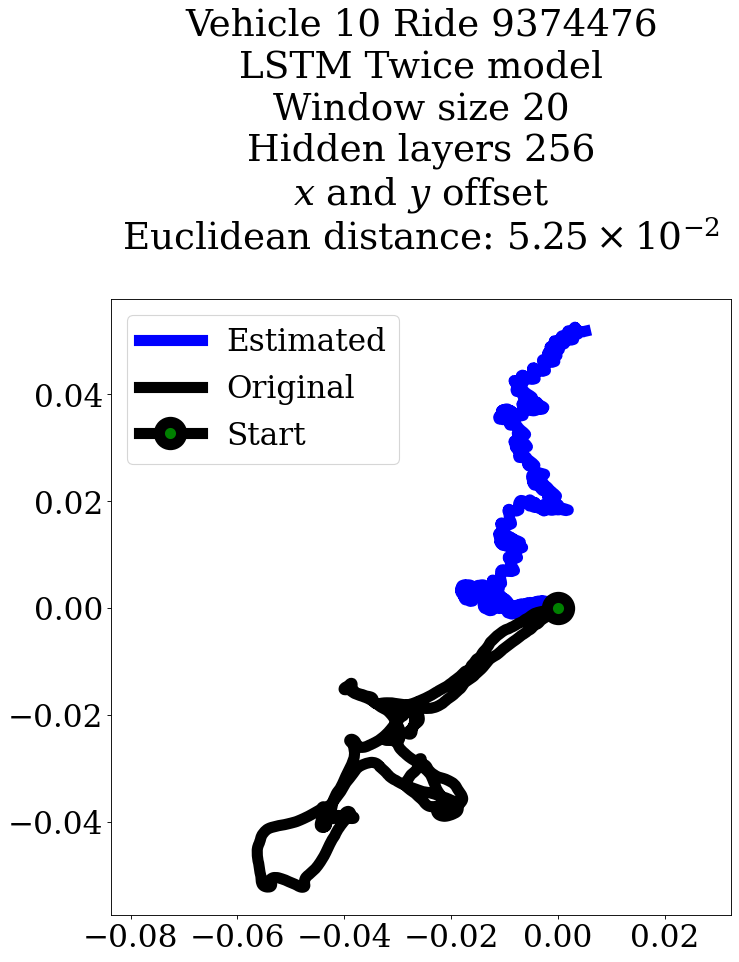 Vehicle 10 Ride 9374476
LSTM Twice model
Window size 20
Hidden layers 256
x and y offset
Euclidean distance: 5.25 × 10⁻²
Estimated
Original
Start
0.04
0.02
0.00
−0.02
−0.04
−0.08 −0.06 −0.04 −0.02 0.00 0.02